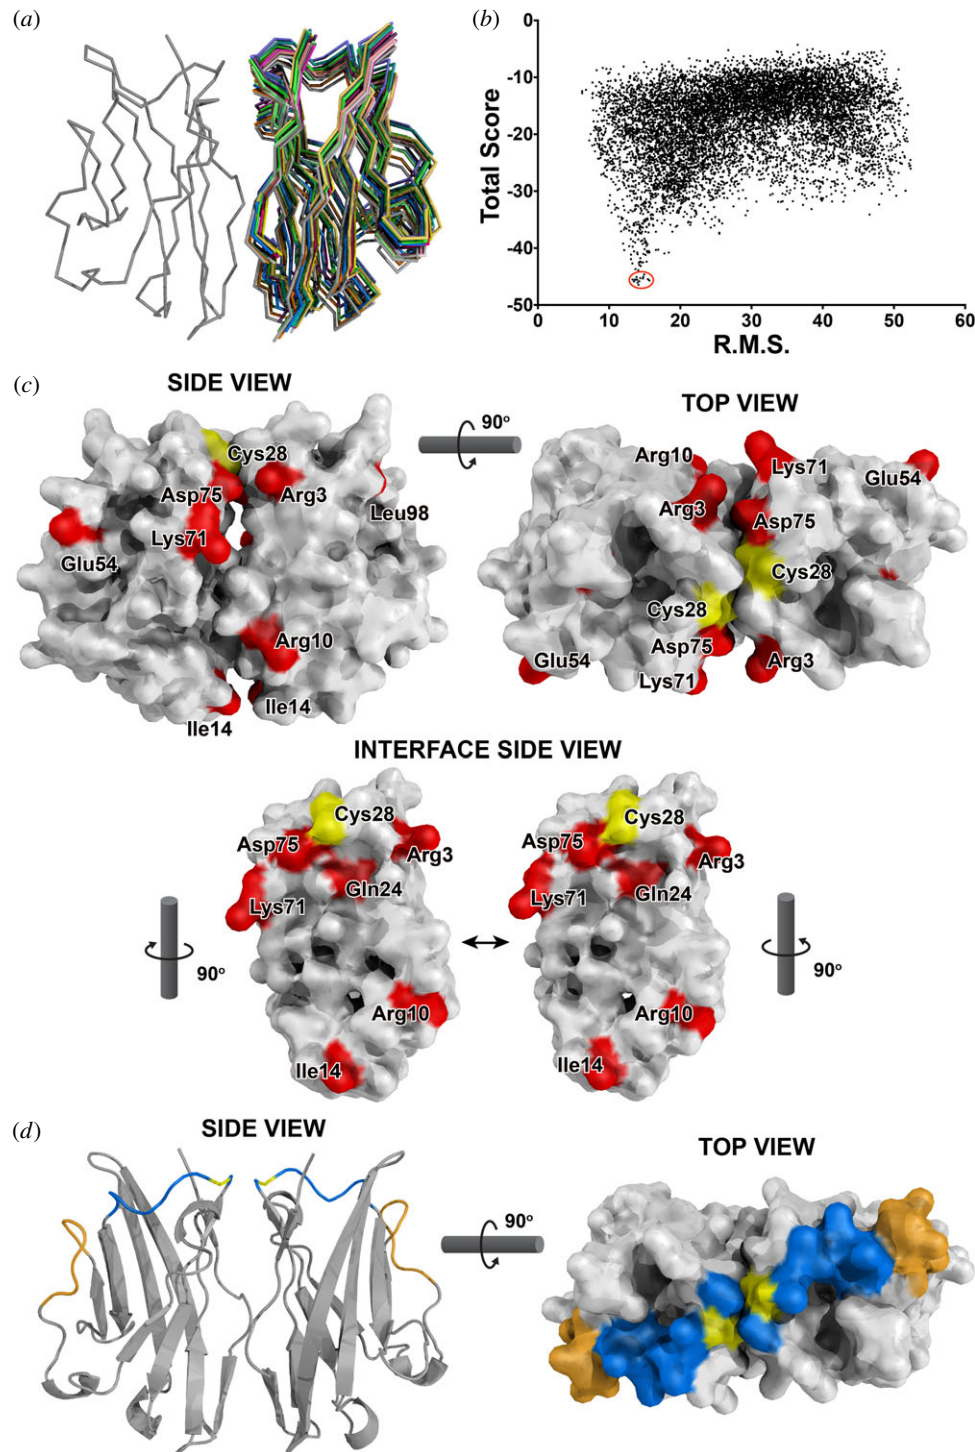 (a)
(b)
0
-10
-20
-30
-40
-50
Total Score
0 10 20 30 40 50 60
R.M.S.
(c)
SIDE VIEW
90°
TOP VIEW
Cys28
Asp75
Arg3
Leu98
Lys71
Glu54
Arg10
Ile14
Ile14
Arg10
Lys71
Glu54
Arg3
Asp75
Cys28
Cys28
Asp75
Glu54
Arg3
Lys71
INTERFACE SIDE VIEW
Cys28
Asp75
Arg3
Gln24
Lys71
Arg10
Ile14
90°
Cys28
Asp75
Arg3
Gln24
Lys71
Arg10
Ile14
90°
(d)
SIDE VIEW
90°
TOP VIEW